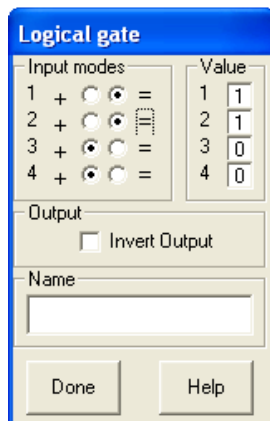 Logical gate
Input modes
Value
1 + =
1 1
2 + =
2 1
3 + =
3 0
4 + =
4 0
Output
Invert Output
Name
Done
Help